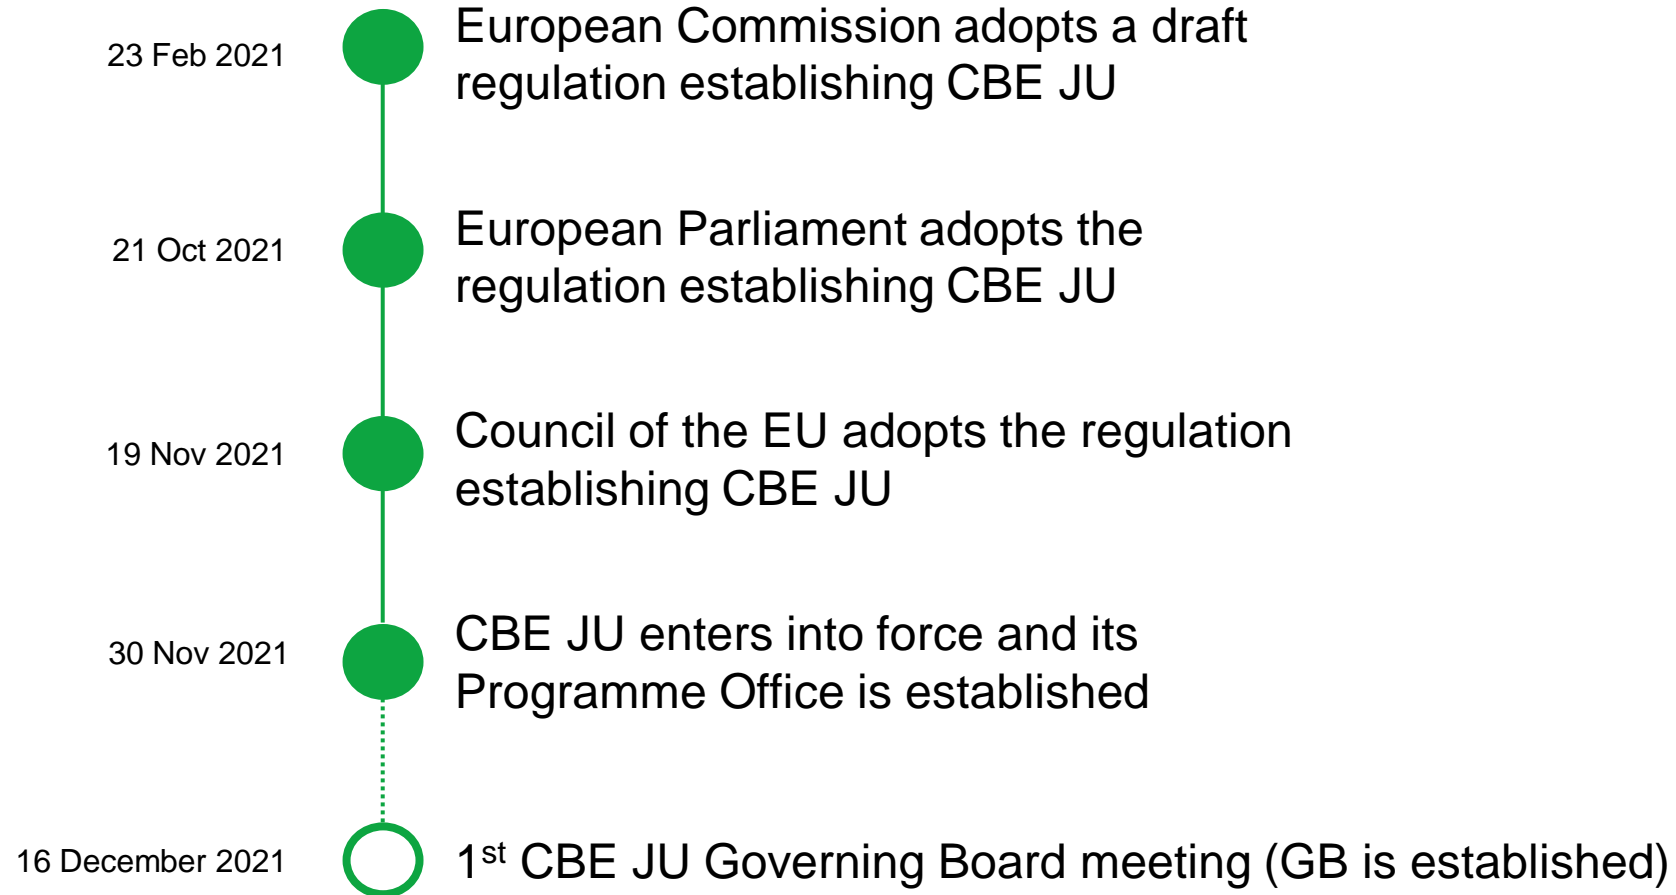 23 Feb 2021
European Commission adopts a draft
regulation establishing CBE JU
21 Oct 2021
European Parliament adopts the
regulation establishing CBE JU
19 Nov 2021
Council of the EU adopts the regulation
establishing CBE JU
30 Nov 2021
CBE JU enters into force and its
Programme Office is established
16 December 2021
1st CBE JU Governing Board meeting (GB is established)